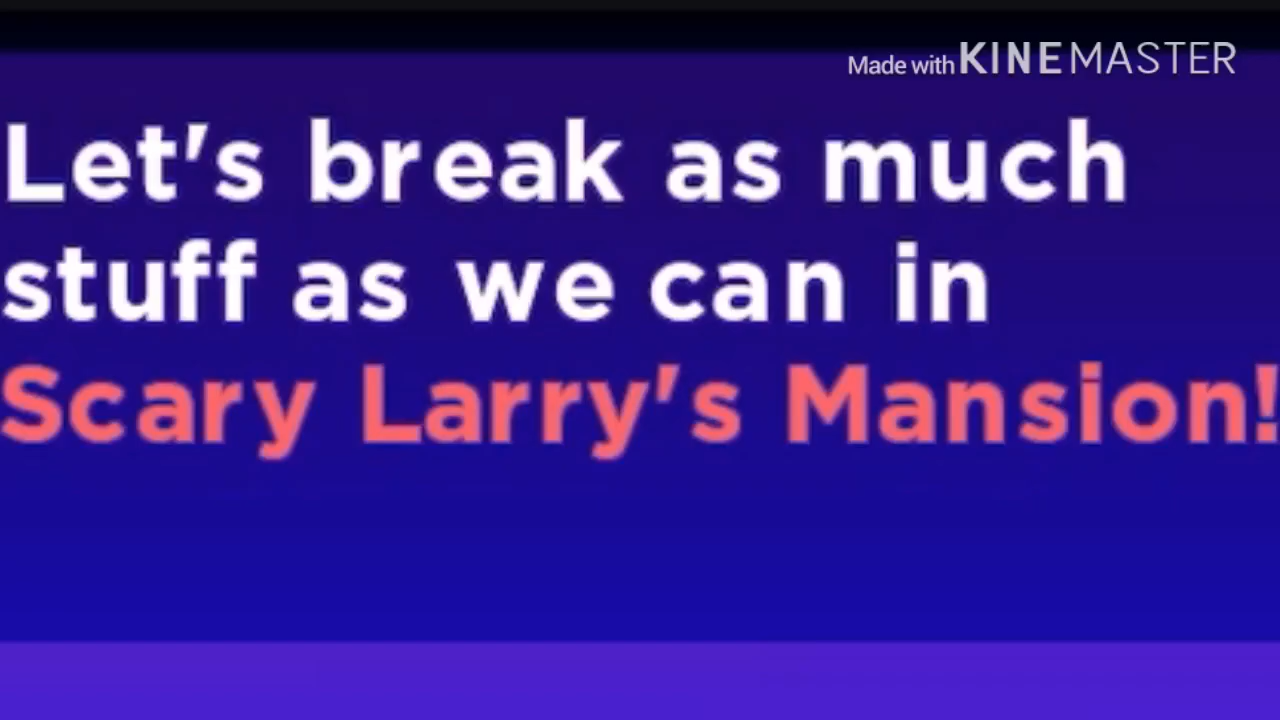 Made with KINEMASTER
Let's break as much
stuff as we can in
Scary Larry's Mansion!